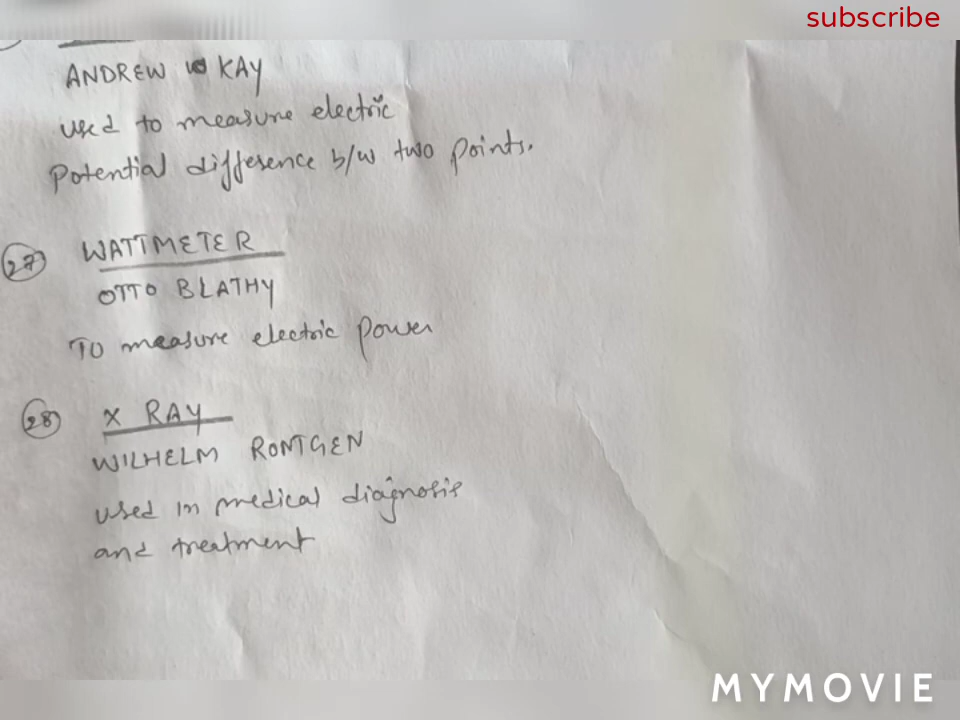 subscribe
ANDREW KAY
used to measure electric
Potential difference b/w two points.
27 WATTMETER
OTTO BLATHY
TO measure electric power
28 X RAY
WILHELM RONTGEN
used in medical diagnosis
and treatment
MYMOVIE